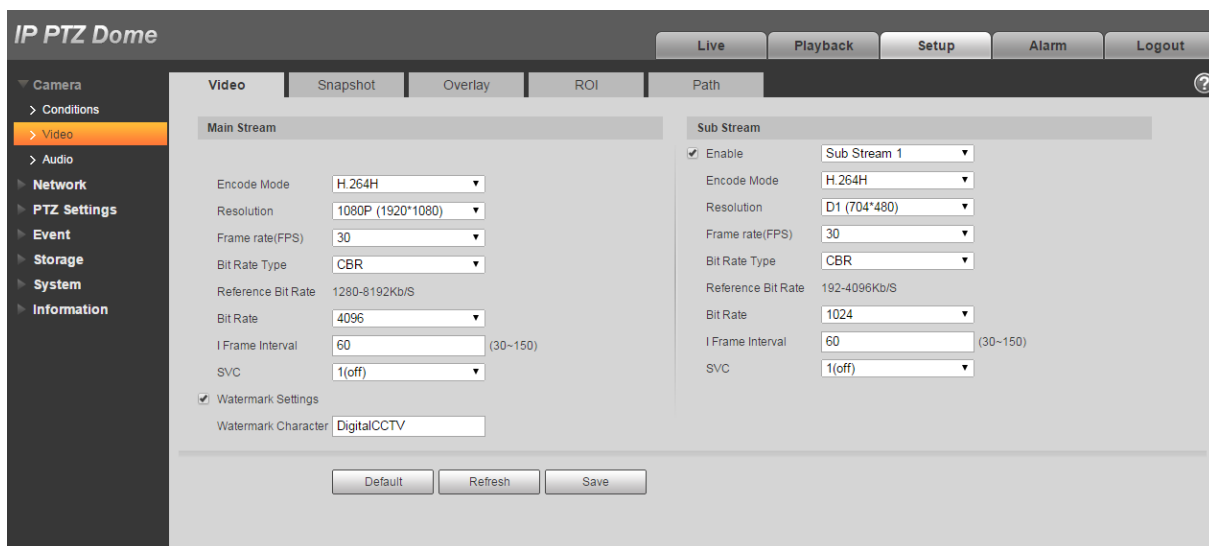 IP PTZ Dome
Live Playback Setup Alarm Logout
Camera
Conditions
Video
Audio
Network
PTZ Settings
Event
Storage
System
Information
Video Snapshot Overlay ROI Path
?
Main Stream
Encode Mode H.264H
Resolution 1080P (1920*1080)
Frame rate(FPS) 30
Bit Rate Type CBR
Reference Bit Rate 1280-8192Kb/S
Bit Rate 4096
I Frame Interval 60 (30~150)
SVC 1(off)
Watermark Settings
Watermark Character DigitalCCTV
Sub Stream
Enable Sub Stream 1
Encode Mode H.264H
Resolution D1 (704*480)
Frame rate(FPS) 30
Bit Rate Type CBR
Reference Bit Rate 192-4096Kb/S
Bit Rate 1024
I Frame Interval 60 (30~150)
SVC 1(off)
Default Refresh Save